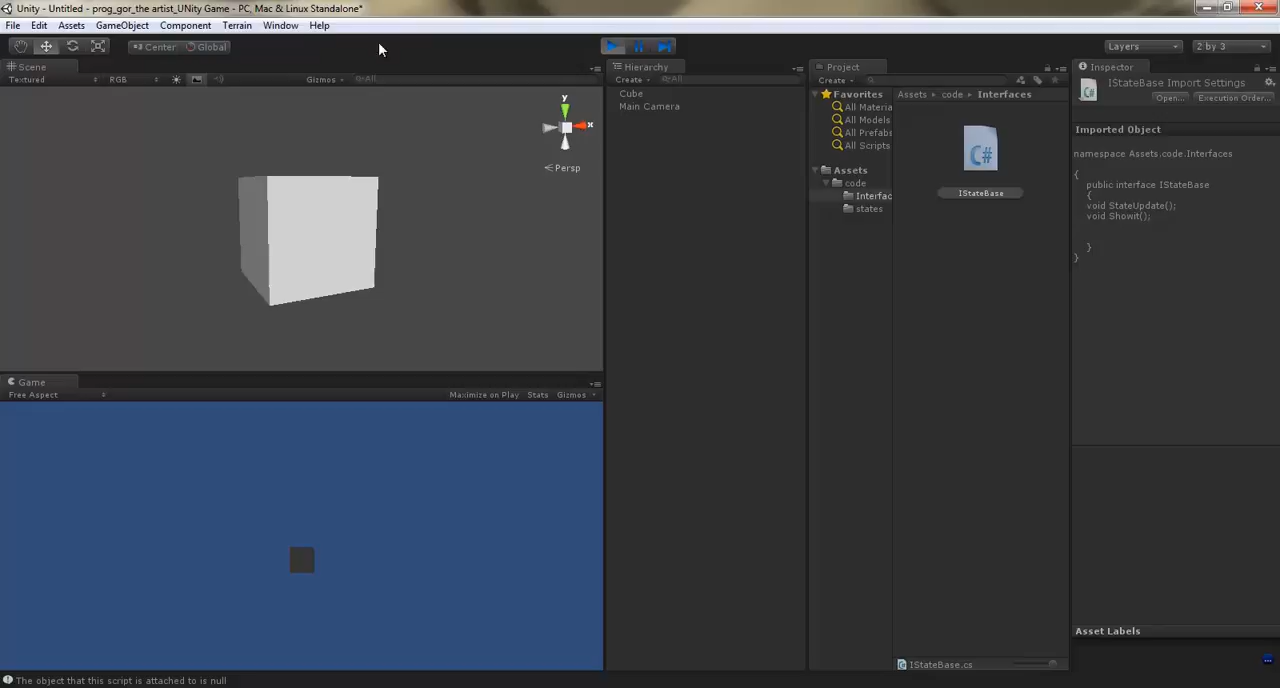 Unity - Untitled - prog_gor_the artist_UNity Game - PC, Mac & Linux Standalone*
File Edit Assets GameObject Component Terrain Window Help
Center Global
Layers 2 by 3
Scene
Textured RGB Gizmos All
y
x
Persp
Game
Free Aspect Maximize on Play Stats Gizmos
Hierarchy
Create All
Cube
Main Camera
Project
Create
Favorites
All Materia
All Models
All Prefabs
All Scripts
Assets
code
Interfac
states
Assets code Interfaces
C#
IStateBase
IStateBase.cs
Inspector
IStateBase Import Settings
C#
Open... Execution Order...
Imported Object
namespace Assets.code.Interfaces
{
public interface IStateBase
{
void StateUpdate();
void Showit();
}
}
Asset Labels
The object that this script is attached to is null